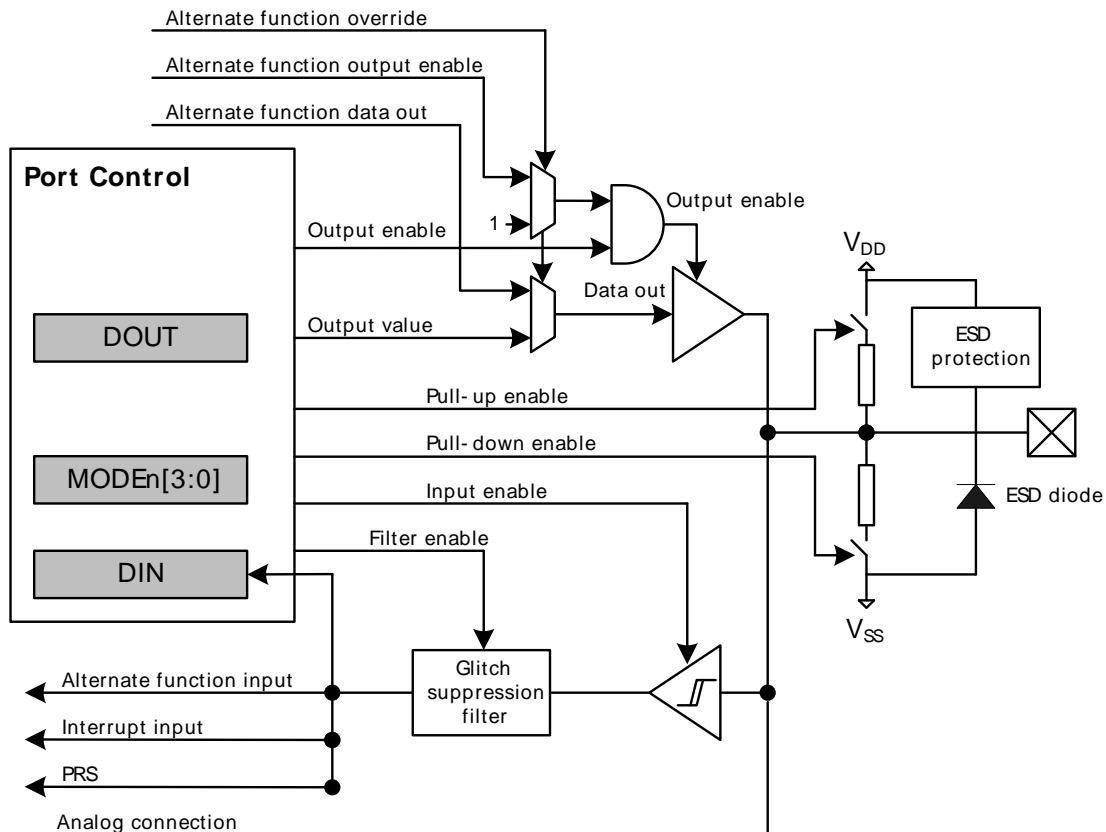 Alternate function override
Alternate function output enable
Alternate function data out
Port Control
Output enable
1
Output enable
VDD
Data out
DOUT
Output value
ESD
protection
Pull-up enable
Pull-down enable
MODEn[3:0]
Input enable
ESD diode
Filter enable
DIN
VSS
Glitch
suppression
filter
Alternate function input
Interrupt input
PRS
Analog connection